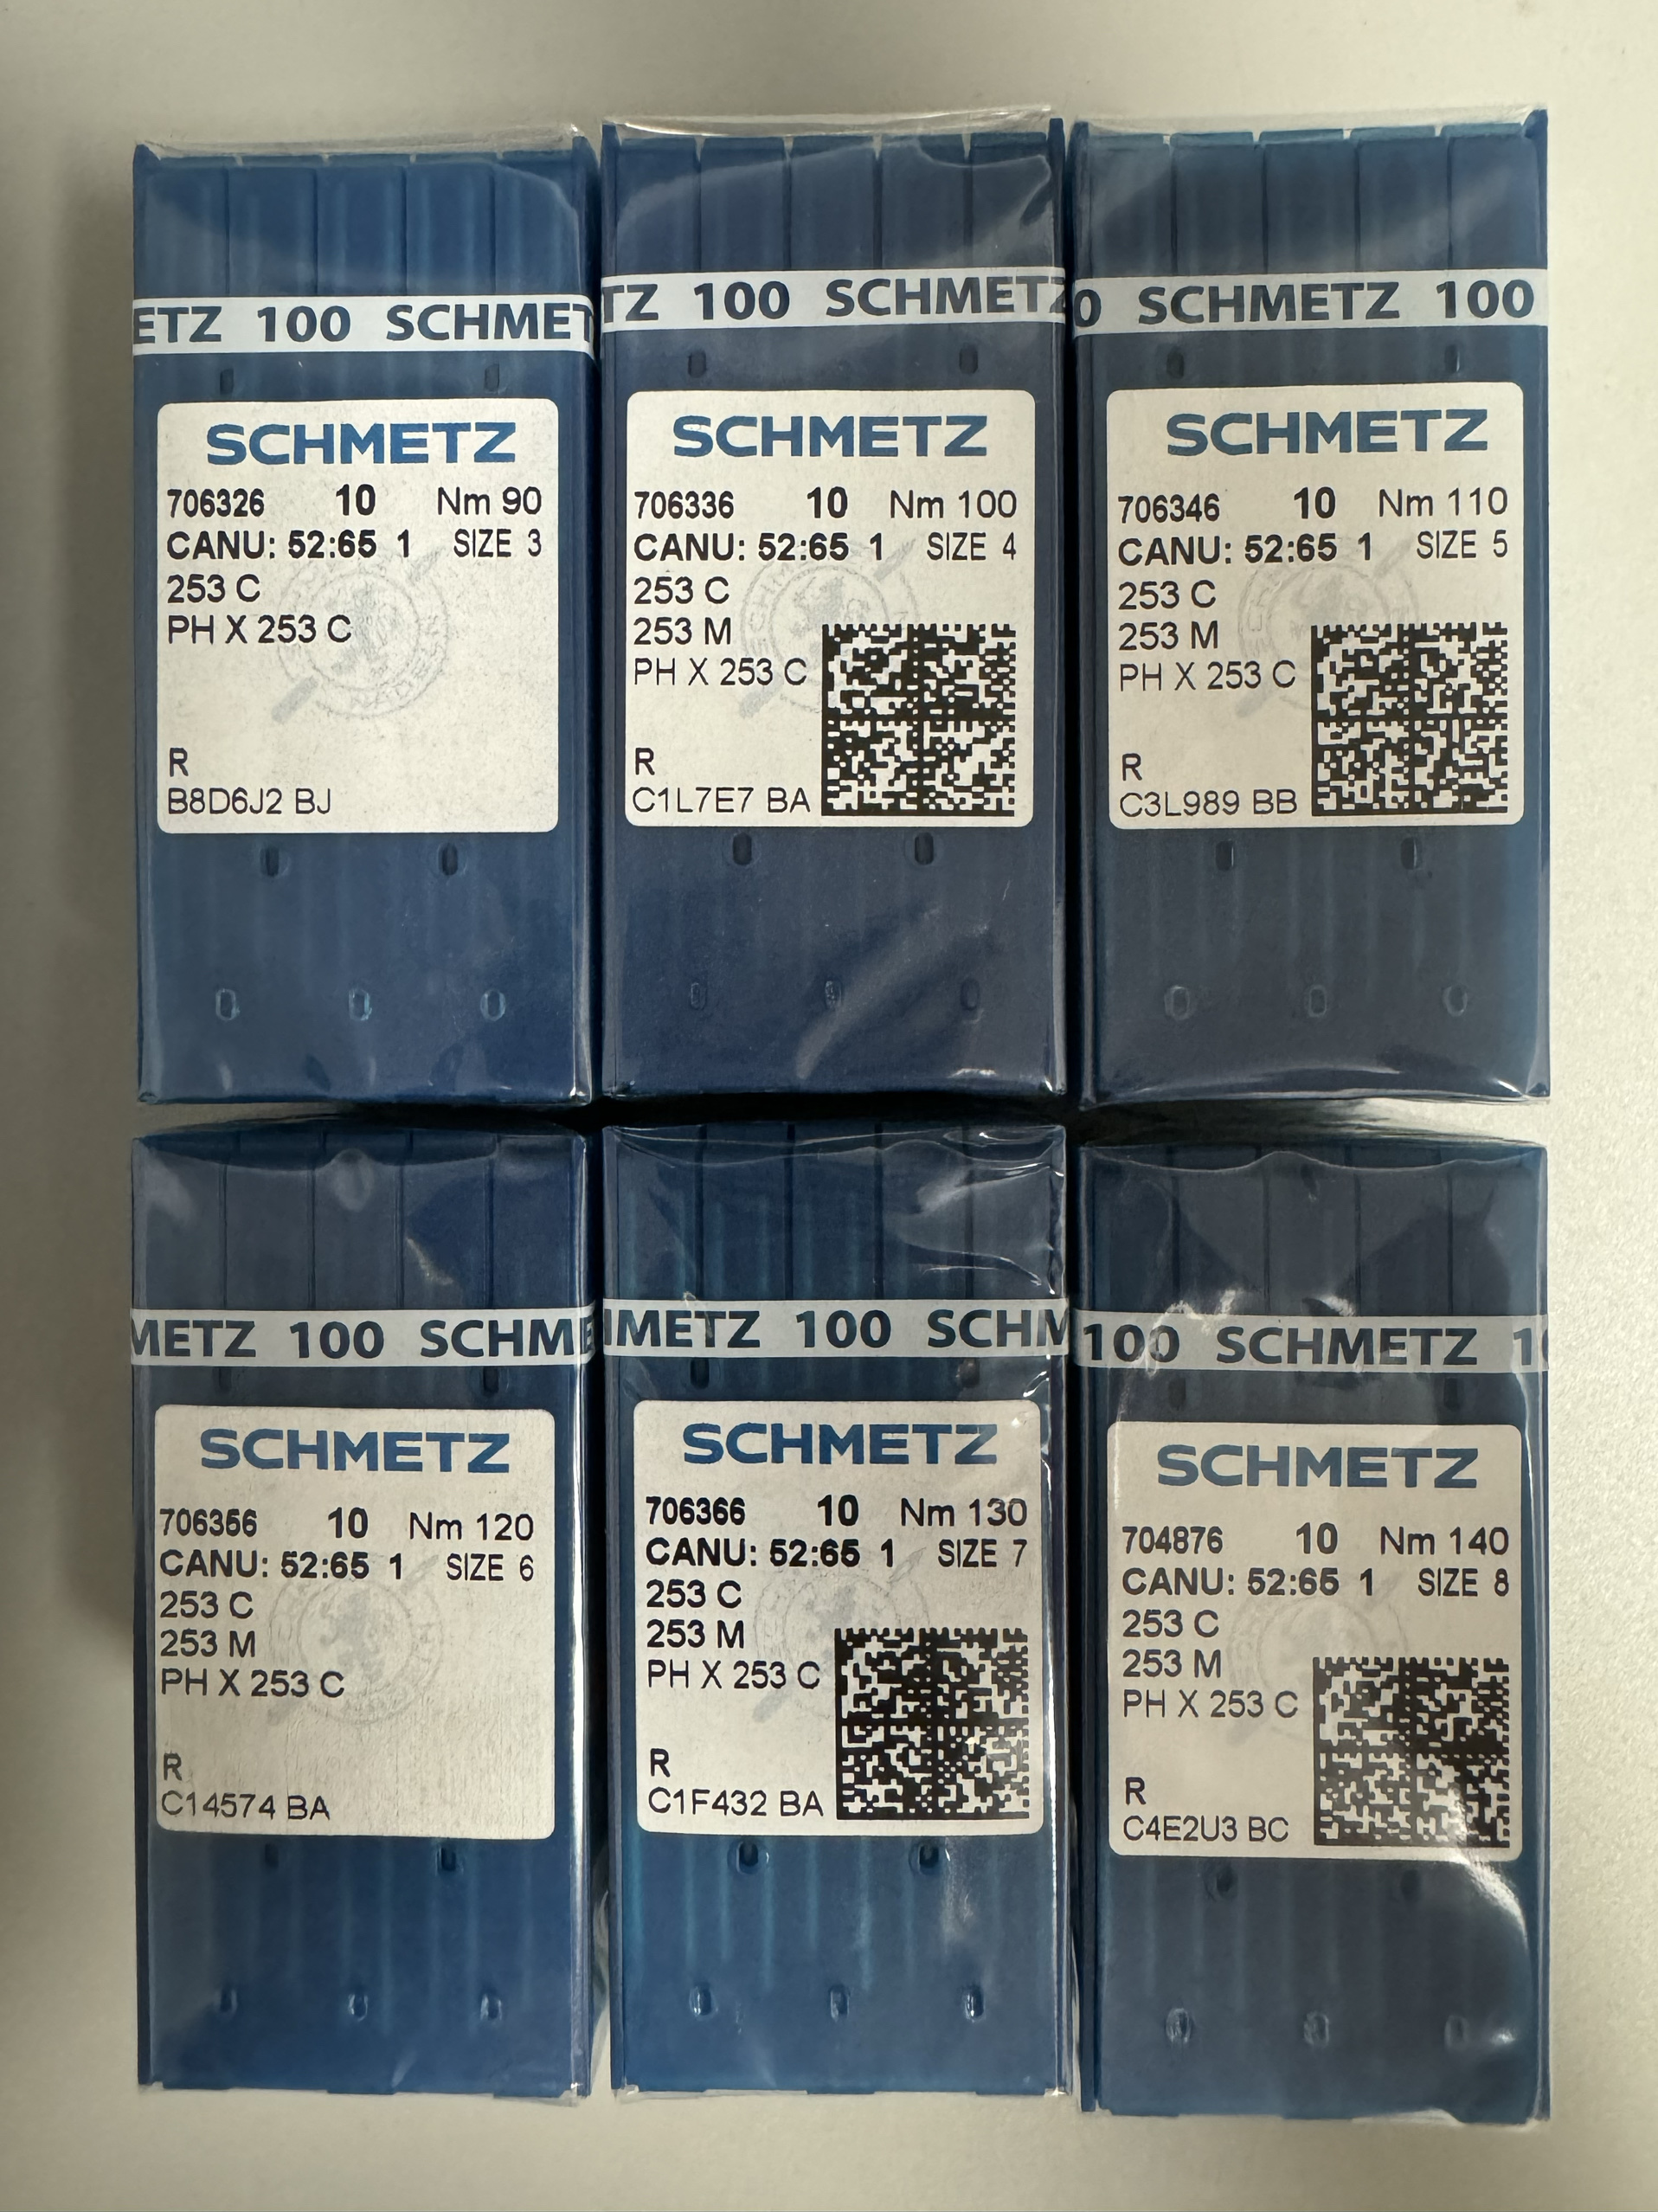 ETZ 100 SCHMET
SCHMETZ
706326 10 Nm 90
CANU: 52:65 1 SIZE 3
253 C
PH X 253 C
R
B8D6J2 BJ
TZ 100 SCHMETZ
SCHMETZ
706336 10 Nm 100
CANU: 52:65 1 SIZE 4
253 C
253 M
PH X 253 C
R
C1L7E7 BA
0 SCHMETZ 100
SCHMETZ
706346 10 Nm 110
CANU: 52:65 1 SIZE 5
253 C
253 M
PH X 253 C
R
C3L989 BB
METZ 100 SCHME
SCHMETZ
706356 10 Nm 120
CANU: 52:65 1 SIZE 6
253 C
253 M
PH X 253 C
R
C14574 BA
HMETZ 100 SCHM
SCHMETZ
706366 10 Nm 130
CANU: 52:65 1 SIZE 7
253 C
253 M
PH X 253 C
R
C1F432 BA
100 SCHMETZ 10
SCHMETZ
704876 10 Nm 140
CANU: 52:65 1 SIZE 8
253 C
253 M
PH X 253 C
R
C4E2U3 BC